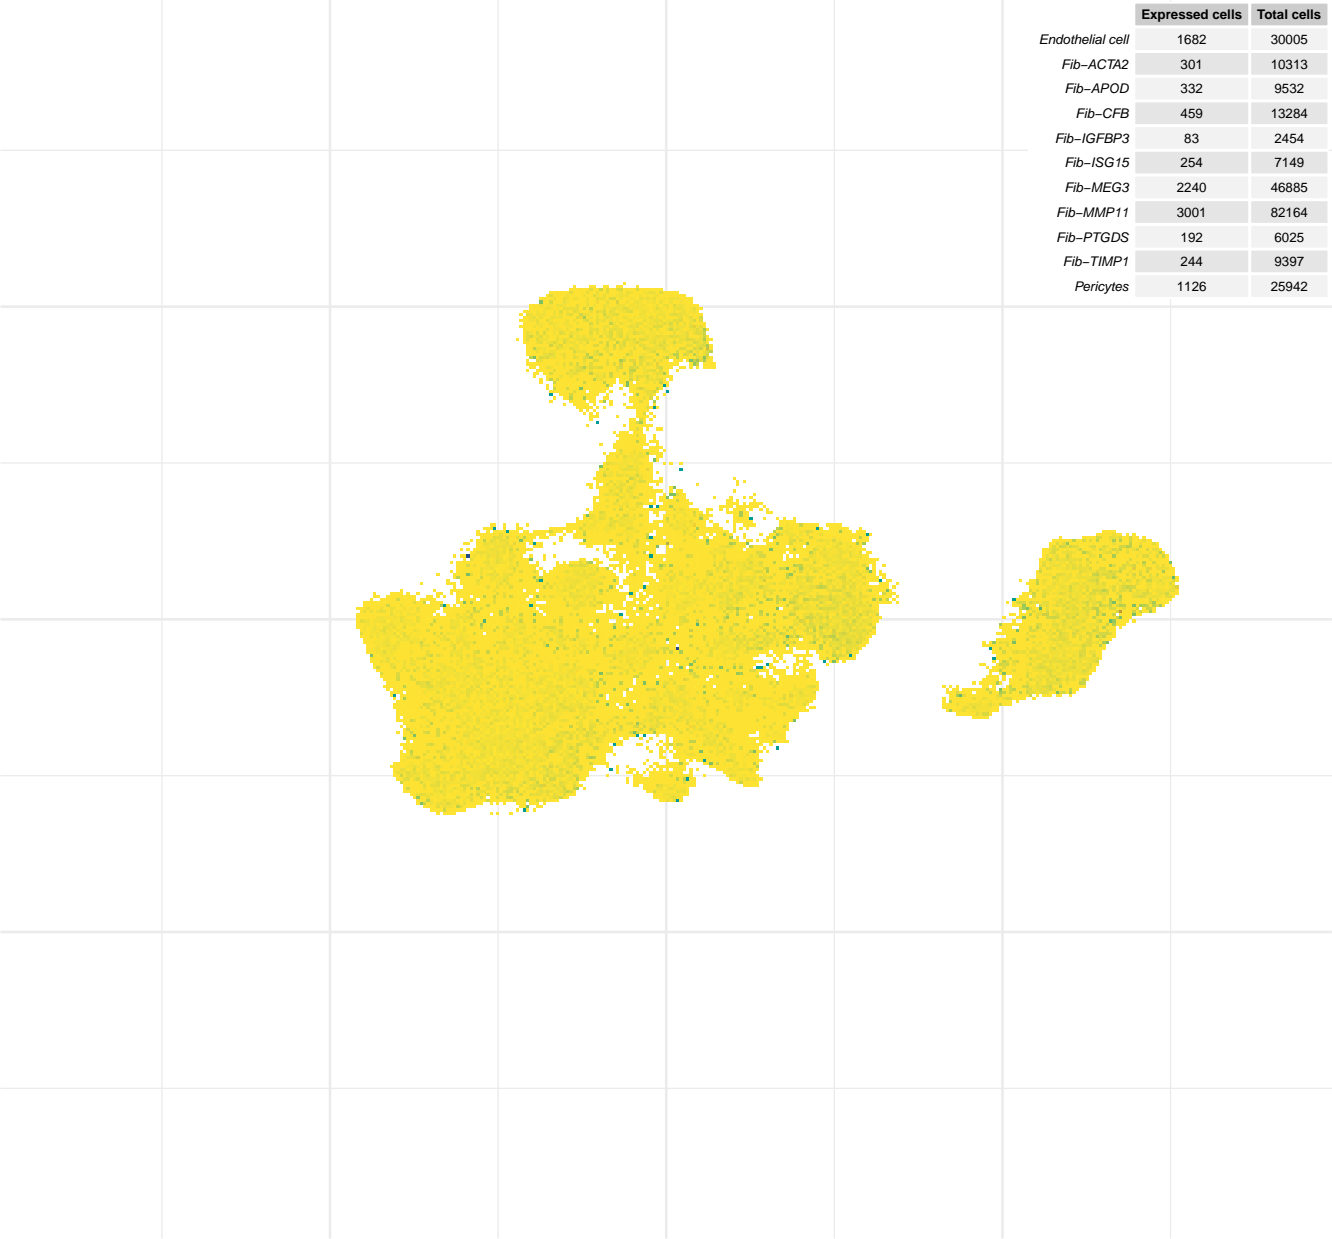 Expressed cells Total cells
Endothelial cell 1682 30005
Fib−ACTA2 301 10313
Fib−APOD 332 9532
Fib−CFB 459 13284
Fib−IGFBP3 83 2454
Fib−ISG15 254 7149
Fib−MEG3 2240 46885
Fib−MMP11 3001 82164
Fib−PTGDS 192 6025
Fib−TIMP1 244 9397
Pericytes 1126 25942